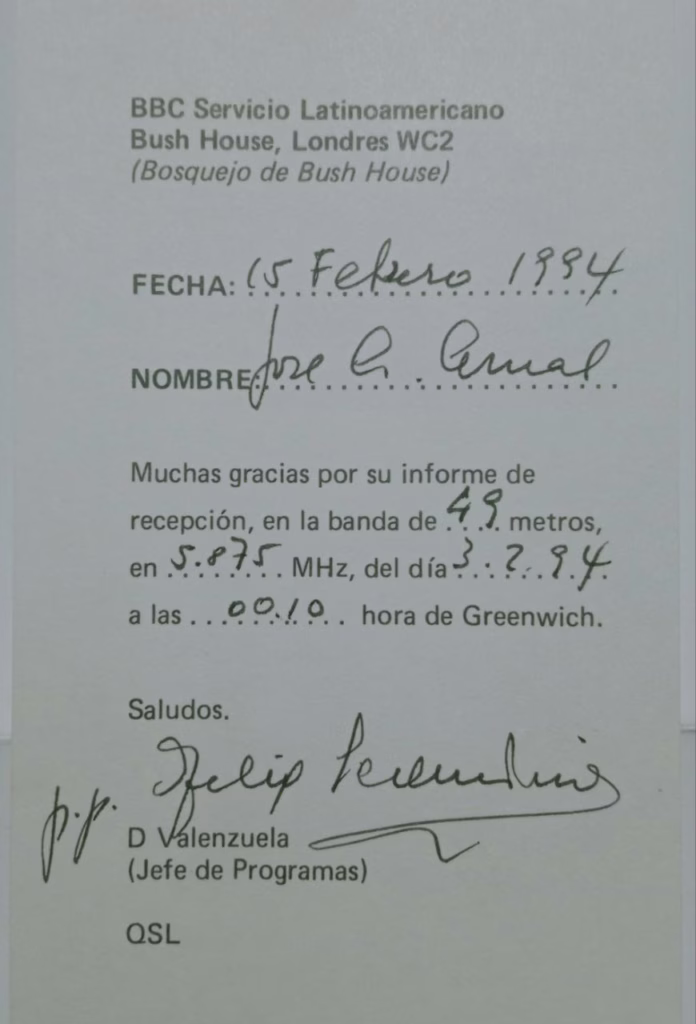 BBC Servicio Latinoamericano
Bush House, Londres WC2
(Bosquejo de Bush House)
FECHA: 15 Febrero 1994
NOMBRE: Jose G.
Muchas gracias por su informe de
recepción, en la banda de 49 metros,
en 5.875 MHz, del día 3.2.94
a las 00.10 hora de Greenwich.
Saludos.
p.p. Felix
D Valenzuela
(Jefe de Programas)
QSL